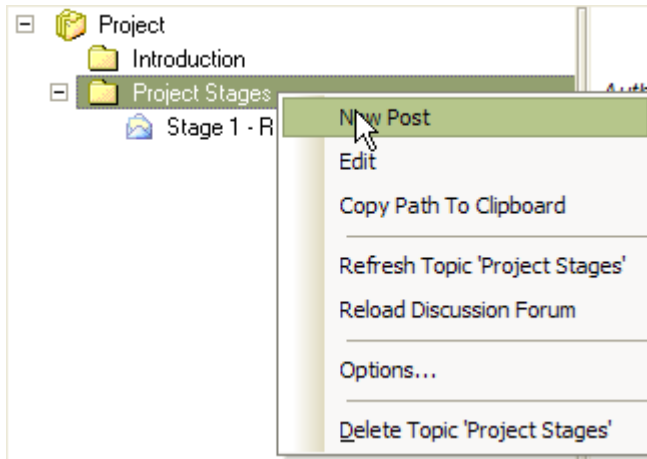 Project
Introduction
Project Stages
Stage 1 - R
Auth
New Post
Edit
Copy Path To Clipboard
Refresh Topic 'Project Stages'
Reload Discussion Forum
Options...
Delete Topic 'Project Stages'